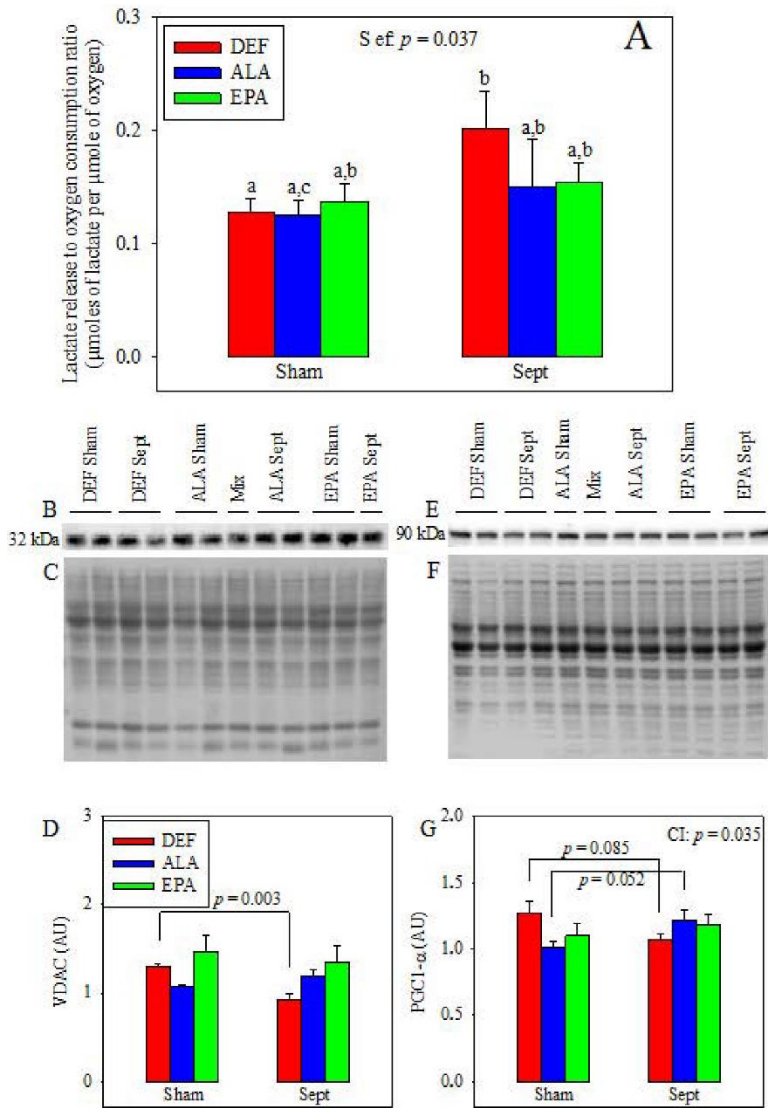 Lactate release to oxygen consumption ratio
(μmoles of lactate per μmole of oxygen)
0.3
0.2
0.1
0.0
DEF
ALA
EPA
S ef: p = 0.037
A
a
a,c
a,b
b
a,b
a,b
Sham
Sept
DEF Sham
DEF Sept
ALA Sham
Mix
ALA Sept
EPA Sham
EPA Sept
B
32 kDa
C
DEF Sham
DEF Sept
ALA Sham
Mix
ALA Sept
EPA Sham
EPA Sept
E
90 kDa
F
D
VDAC (AU)
3
2
1
0
DEF
ALA
EPA
p = 0.003
Sham
Sept
G
PGC1-α (AU)
2.0
1.5
1.0
0.5
0.0
CI: p = 0.035
p = 0.085
p = 0.052
Sham
Sept